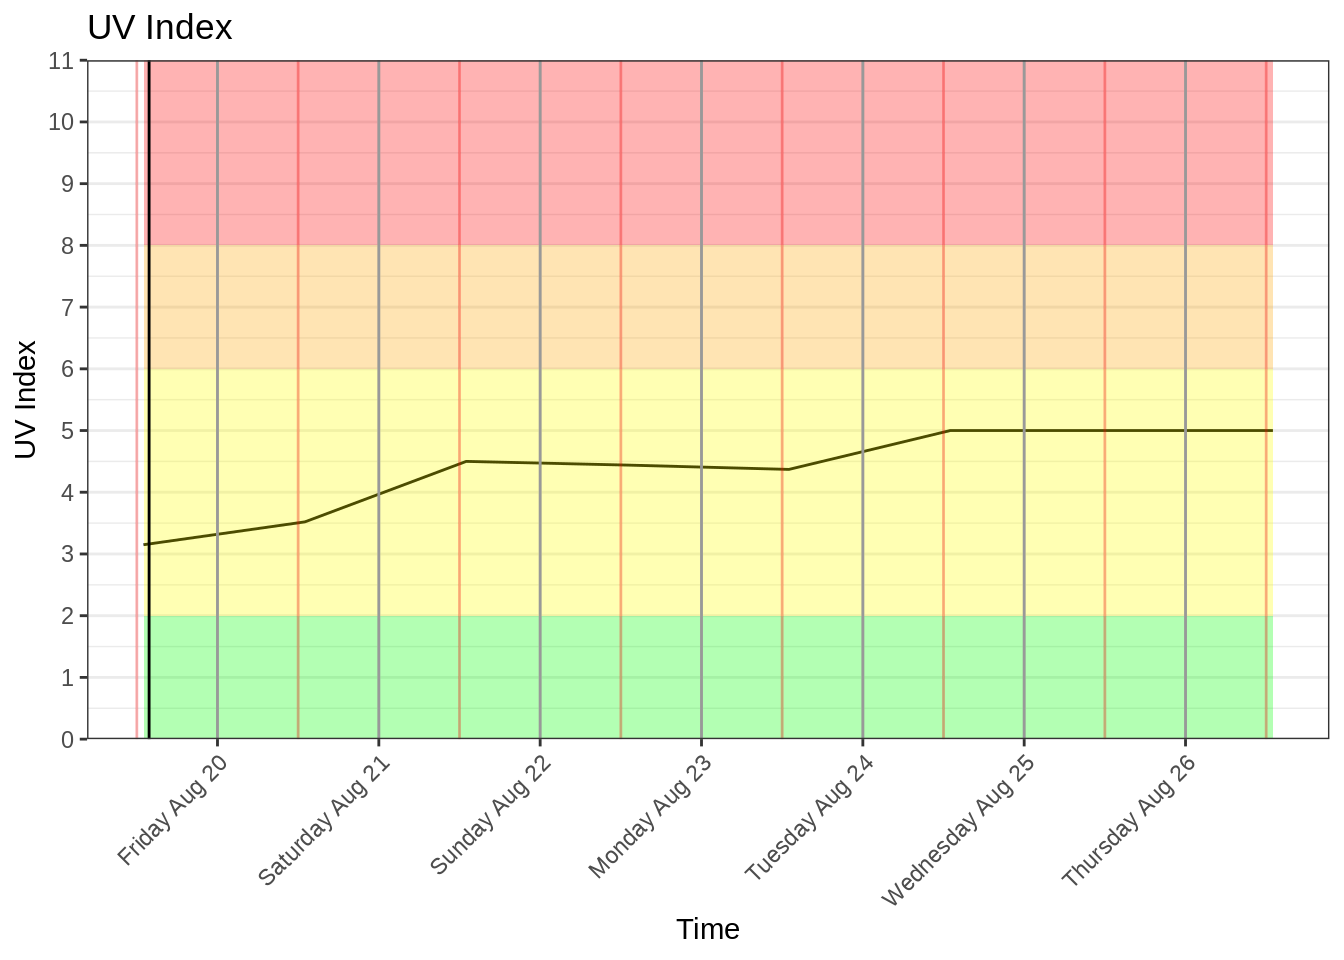 UV Index
11
10
9
8
7
6
5
4
3
2
1
0
UV Index
Friday Aug 20
Saturday Aug 21
Sunday Aug 22
Monday Aug 23
Tuesday Aug 24
Wednesday Aug 25
Thursday Aug 26
Time